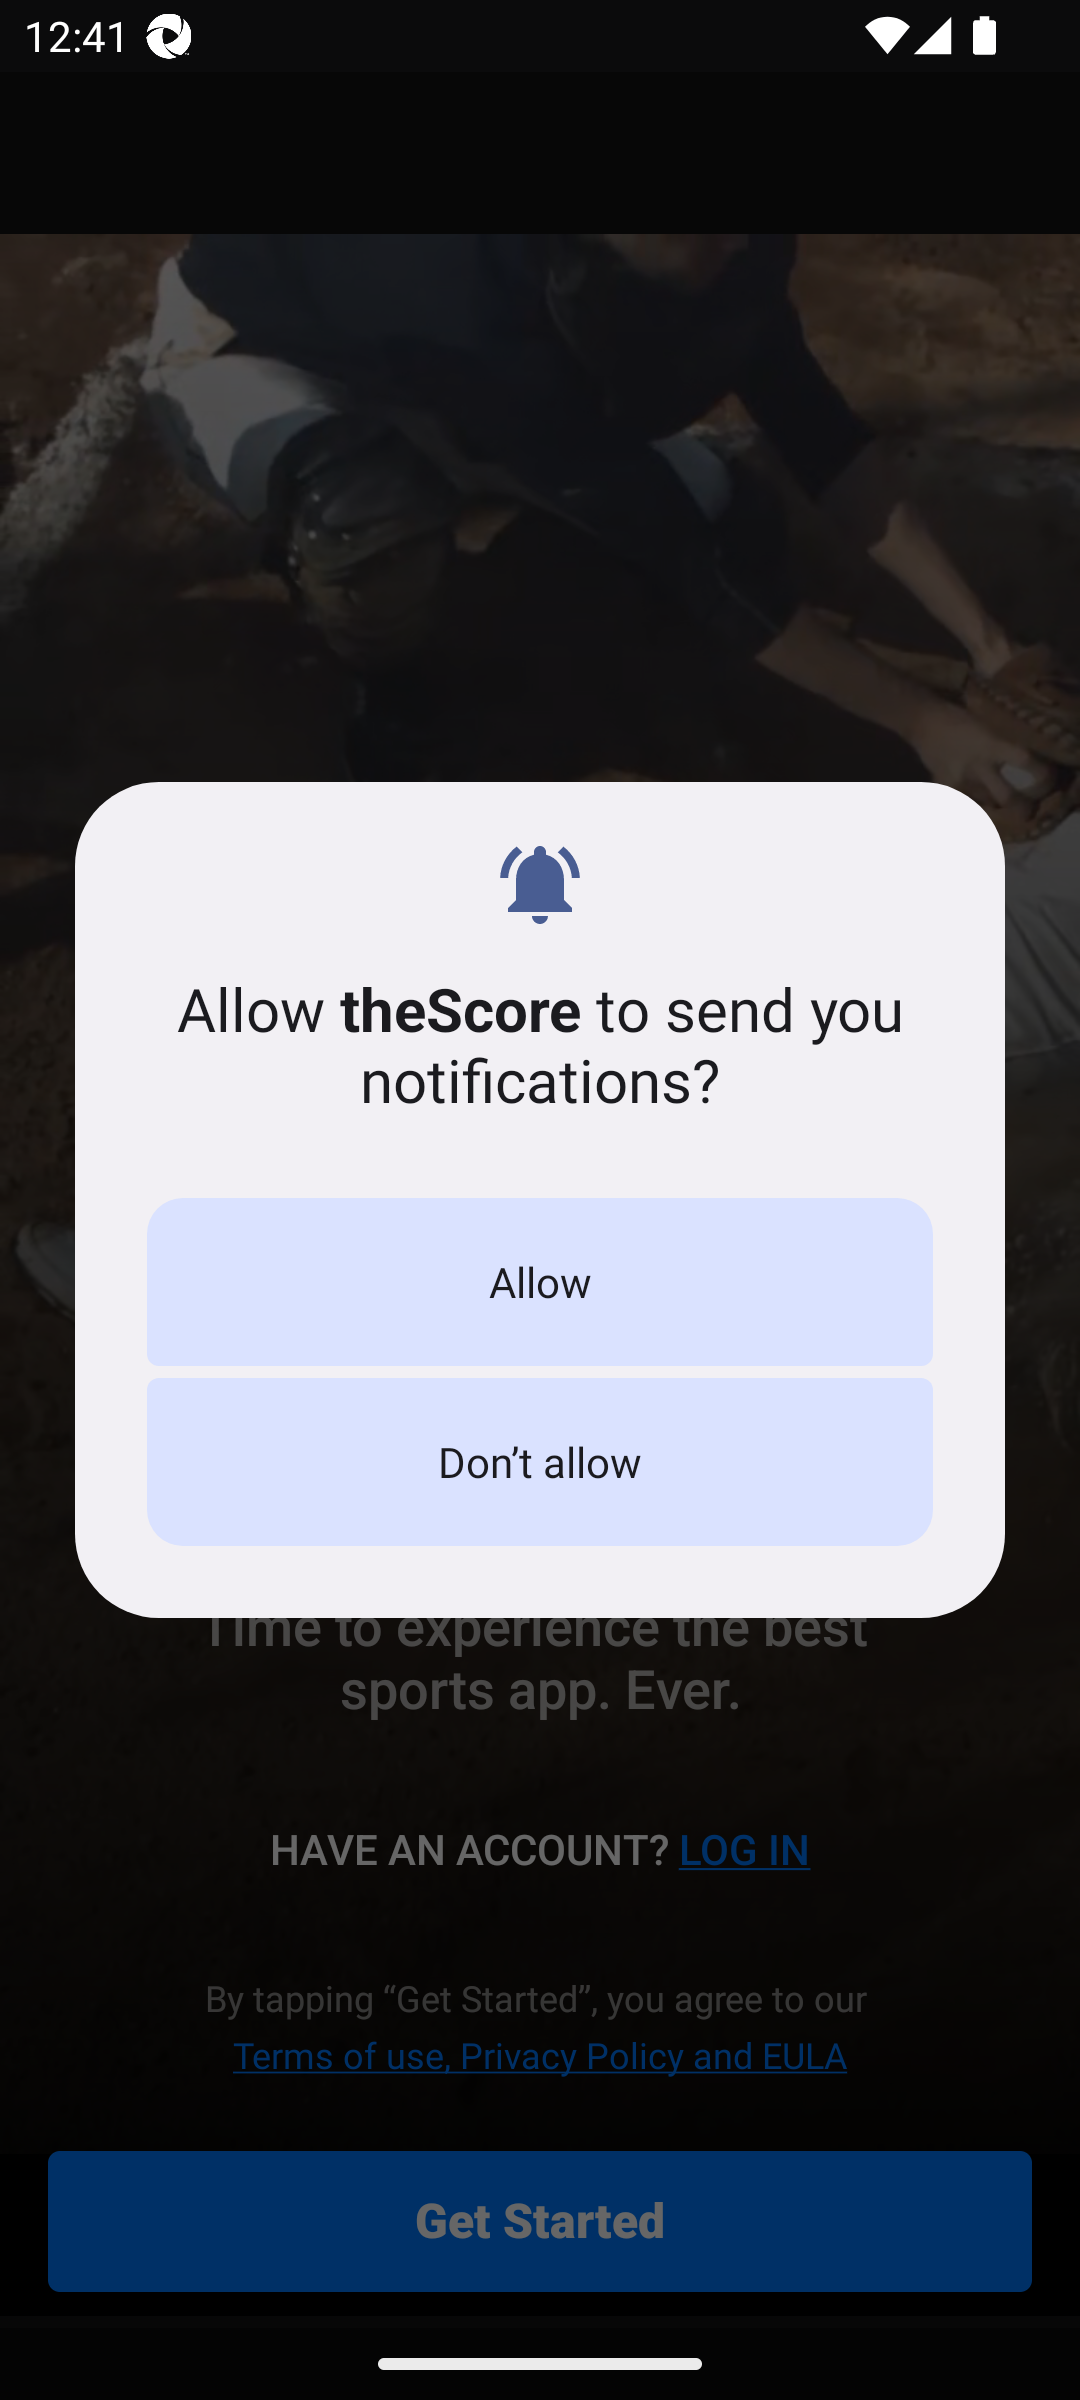 12:41
Allow theScore to send you
notifications?
Allow
Don’t allow
Time to experience the best
sports app. Ever.
HAVE AN ACCOUNT? LOG IN
By tapping “Get Started”, you agree to our
Terms of use, Privacy Policy and EULA
Get Started